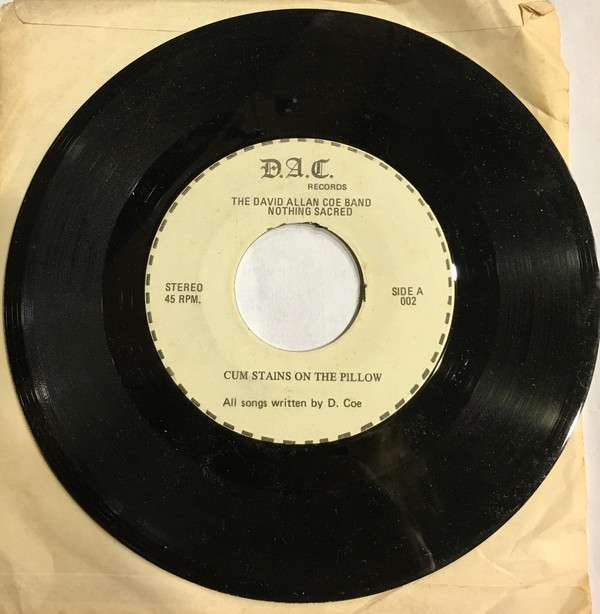 D.A.C.
RECORDS
THE DAVID ALLAN COE BAND
NOTHING SACRED
STEREO
45 RPM.
SIDE A
002
CUM STAINS ON THE PILLOW
All songs written by D. Coe